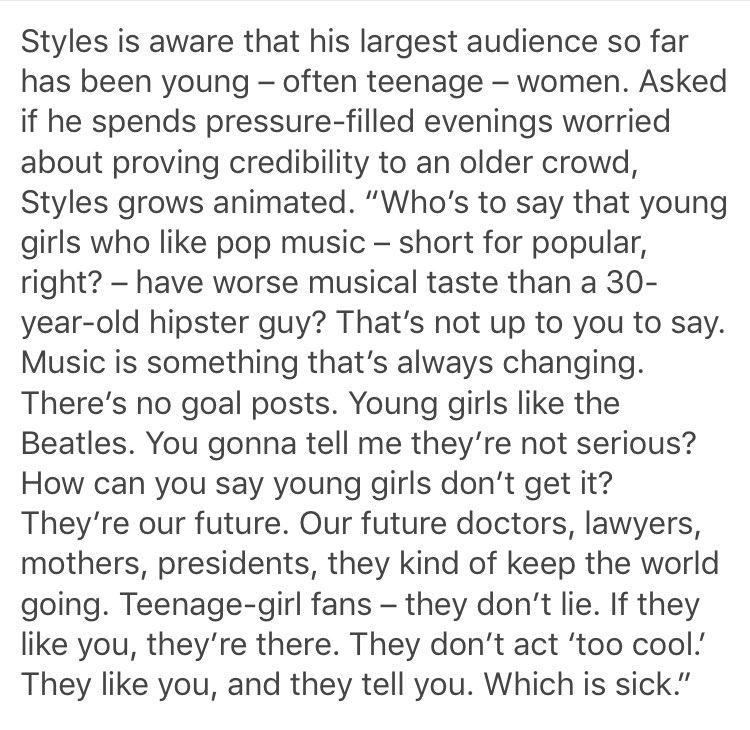 Styles is aware that his largest audience so far
has been young – often teenage – women. Asked
if he spends pressure-filled evenings worried
about proving credibility to an older crowd,
Styles grows animated. “Who’s to say that young
girls who like pop music – short for popular,
right? – have worse musical taste than a 30-
year-old hipster guy? That’s not up to you to say.
Music is something that’s always changing.
There’s no goal posts. Young girls like the
Beatles. You gonna tell me they’re not serious?
How can you say young girls don’t get it?
They’re our future. Our future doctors, lawyers,
mothers, presidents, they kind of keep the world
going. Teenage-girl fans – they don’t lie. If they
like you, they’re there. They don’t act ‘too cool.’
They like you, and they tell you. Which is sick.”